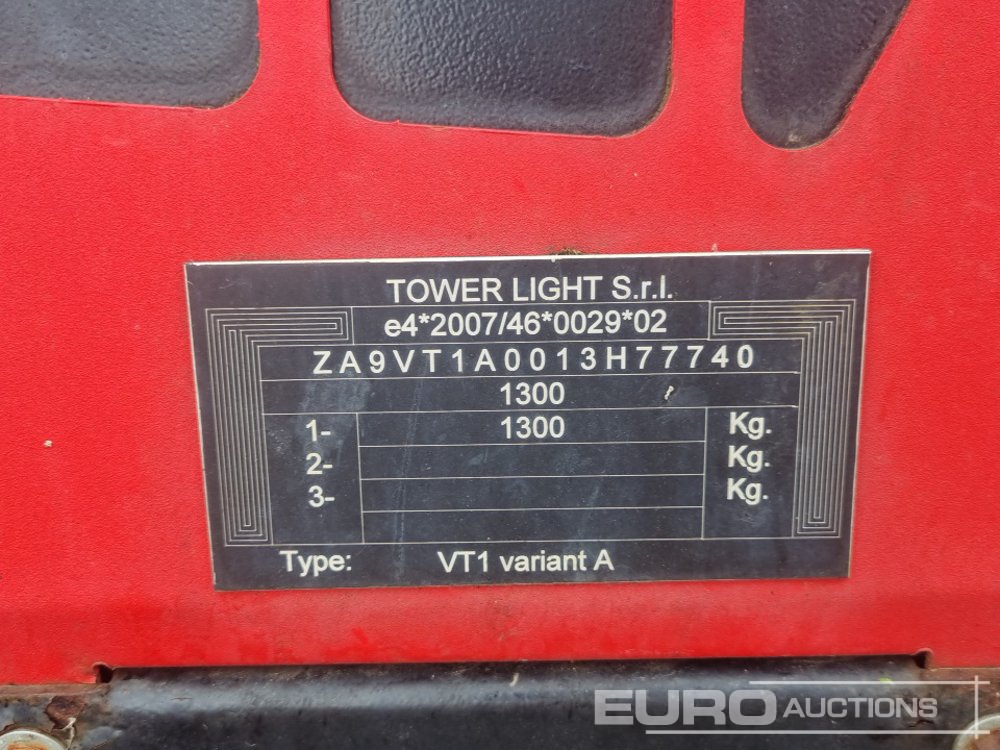 TOWER LIGHT S.r.l.
e4*2007/46*0029*02
ZA9VT1A0013H77740
1300
1- 1300 Kg.
2- Kg.
3- Kg.
Type: VT1 variant A
EURO AUCTIONS